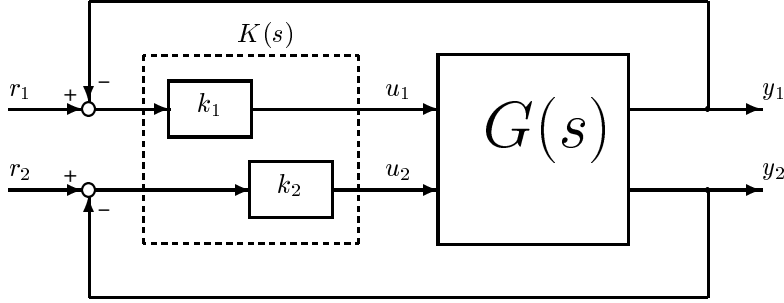 K(s)
r₁ + − k₁ u₁ G(s) y₁
r₂ + − k₂ u₂ y₂